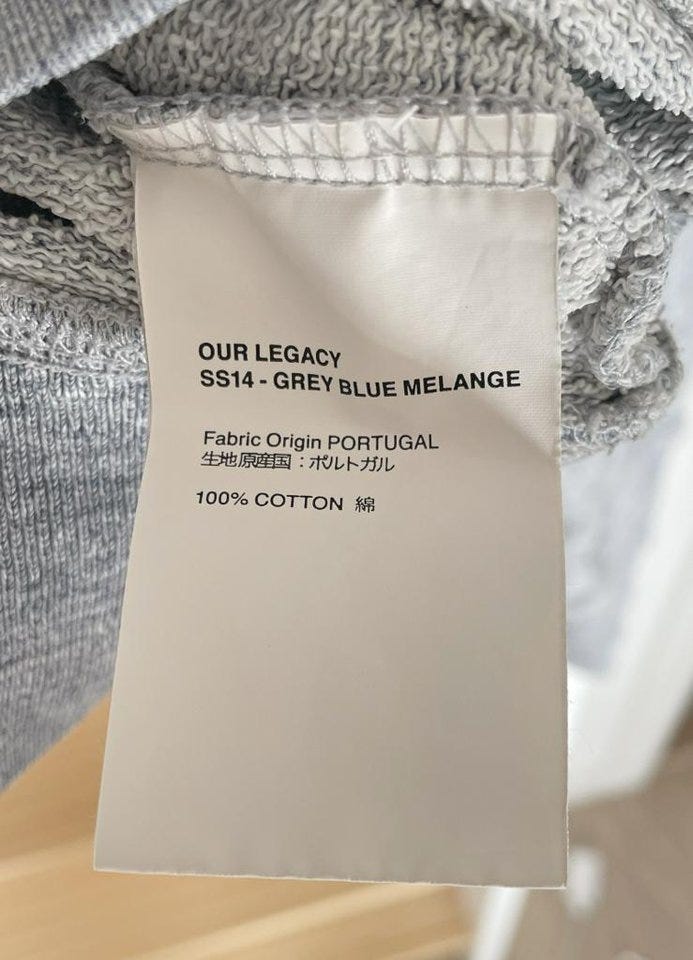 OUR LEGACY
SS14 - GREY BLUE MELANGE
Fabric Origin PORTUGAL
生地原産国：ポルトガル
100% COTTON 綿